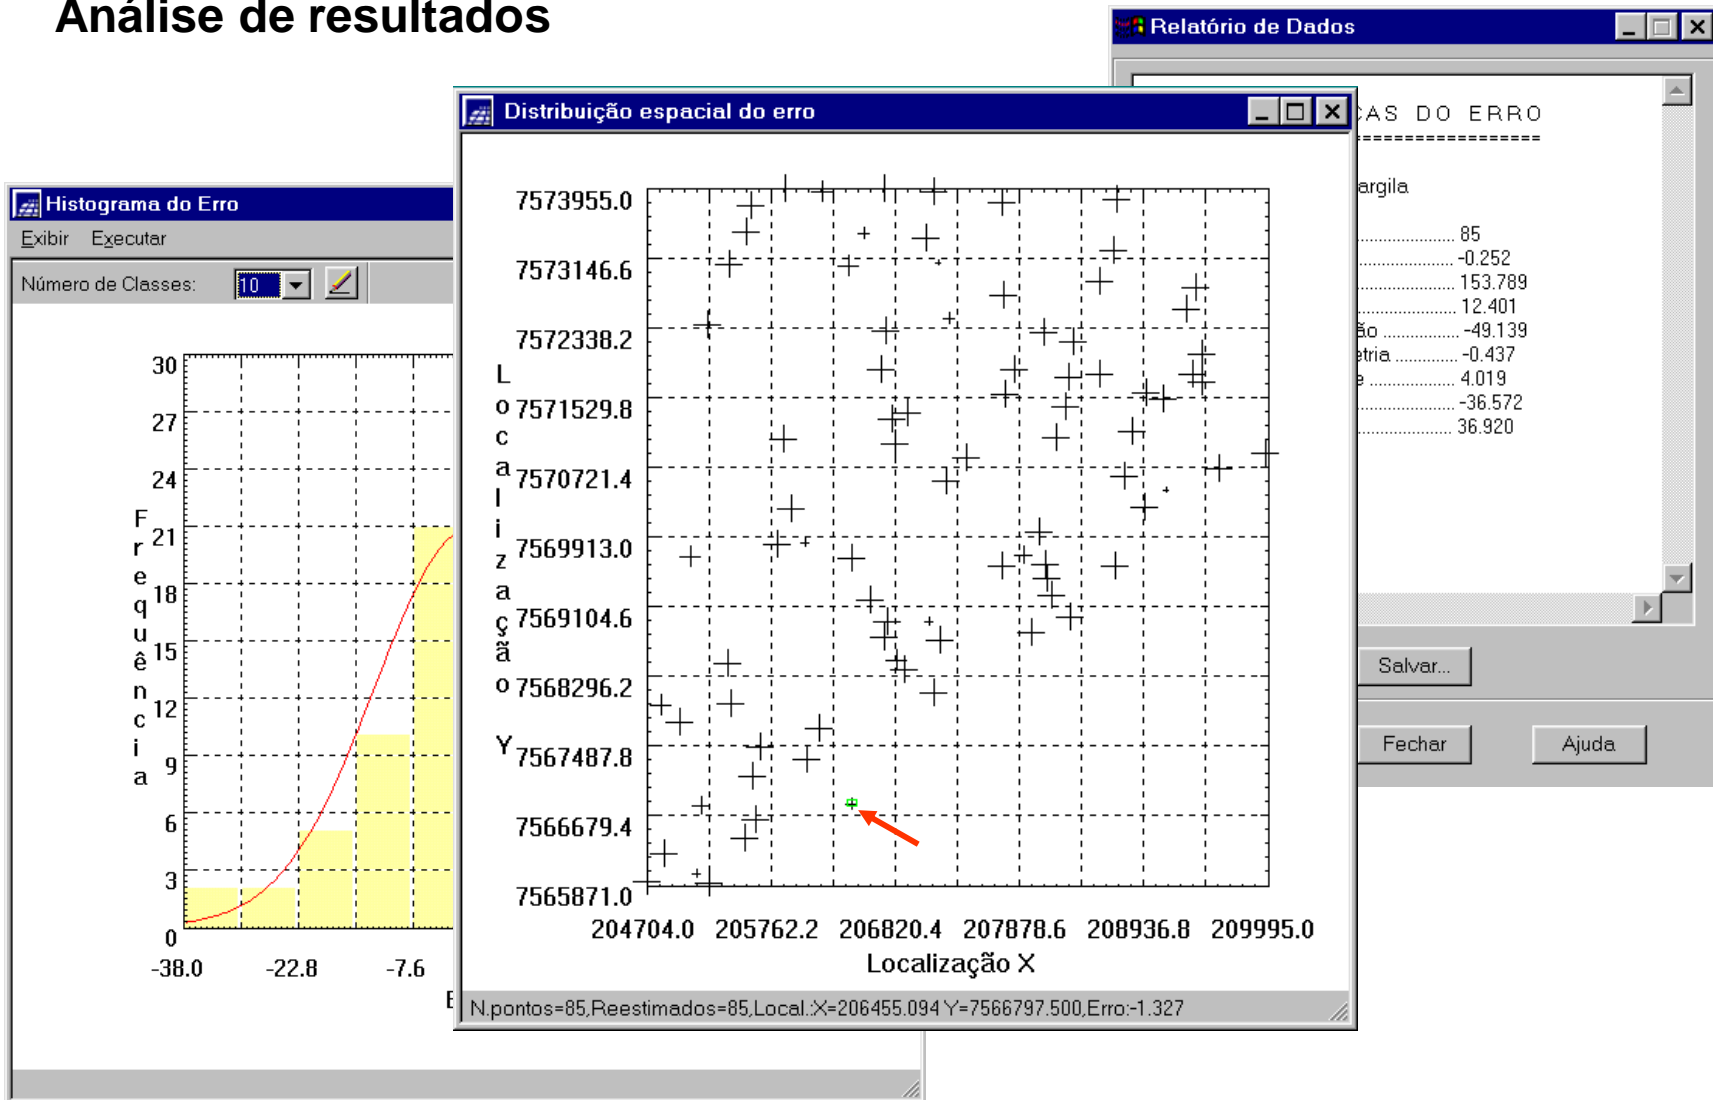 Análise de resultados
Relatório de Dados
ÇAS DO ERRO
==================
argila
.................... 85
.................... -0.252
.................... 153.789
.................... 12.401
ão .................. -49.139
etria ............... -0.437
e .................... 4.019
.................... -36.572
.................... 36.920
Salvar...
Fechar
Ajuda
Distribuição espacial do erro
7573955.0
7573146.6
7572338.2
7571529.8
7570721.4
7569913.0
7569104.6
7568296.2
7567487.8
7566679.4
7565871.0
Localização Y
204704.0 205762.2 206820.4 207878.6 208936.8 209995.0
Localização X
N.pontos=85,Reestimados=85,Local.:X=206455.094 Y=7566797.500,Erro:-1.327
Histograma do Erro
Exibir Executar
Número de Classes: 10
30
27
24
21
18
15
12
9
6
3
0
Frequência
-38.0 -22.8 -7.6